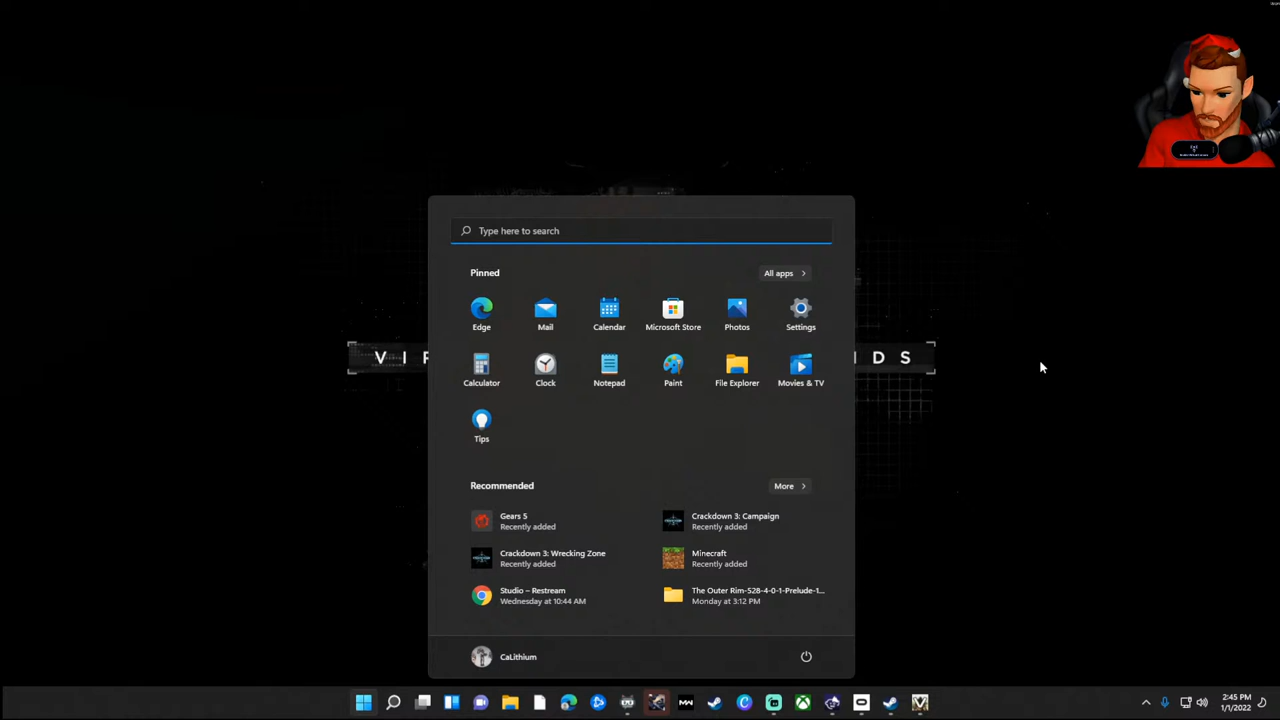 Type here to search
Pinned
All apps
Edge
Mail
Calendar
Microsoft Store
Photos
Settings
VI
NDS
Calculator
Clock
Notepad
Paint
File Explorer
Movies & TV
Tips
Recommended
More
Gears 5
Recently added
Crackdown 3: Campaign
Recently added
Crackdown 3: Wrecking Zone
Recently added
Minecraft
Recently added
Studio – Restream
Wednesday at 10:44 AM
The Outer Rim-S28-4-0-1-Prelude-1...
Monday at 3:12 PM
CaLithium
MW
2:45 PM
1/1/2022